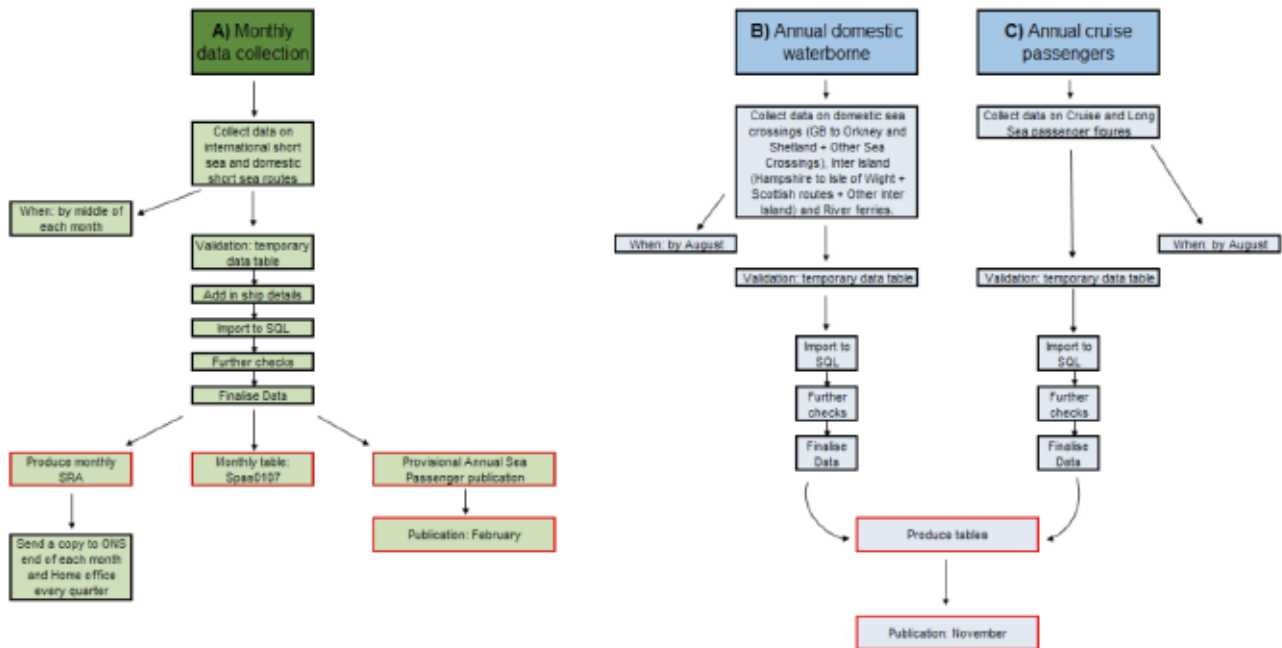 A) Monthly
data collection
Collect data on
international short
sea and domestic
short sea routes
When: by middle of
each month
Validation: temporary
data table
Add in ship details
Import to SQL
Further checks
Finalise Data
Produce monthly
SRA
Monthly table:
Spas0107
Provisional Annual Sea
Passenger publication
Send a copy to ONS
end of each month
and Home office
every quarter
Publication: February
B) Annual domestic
waterborne
Collect data on domestic sea
crossings (GB to Orkney and
Shetland + Other Sea
Crossings), Inter Island
(Hampshire to Isle of Wight +
Scottish routes + Other Inter
Island) and River ferries.
When: by August
Validation: temporary data table
Import to
SQL
Further
checks
Finalise
Data
C) Annual cruise
passengers
Collect data on Cruise and Long
Sea passenger figures
When: by August
Validation: temporary data table
Import to
SQL
Further
checks
Finalise
Data
Produce tables
Publication: November